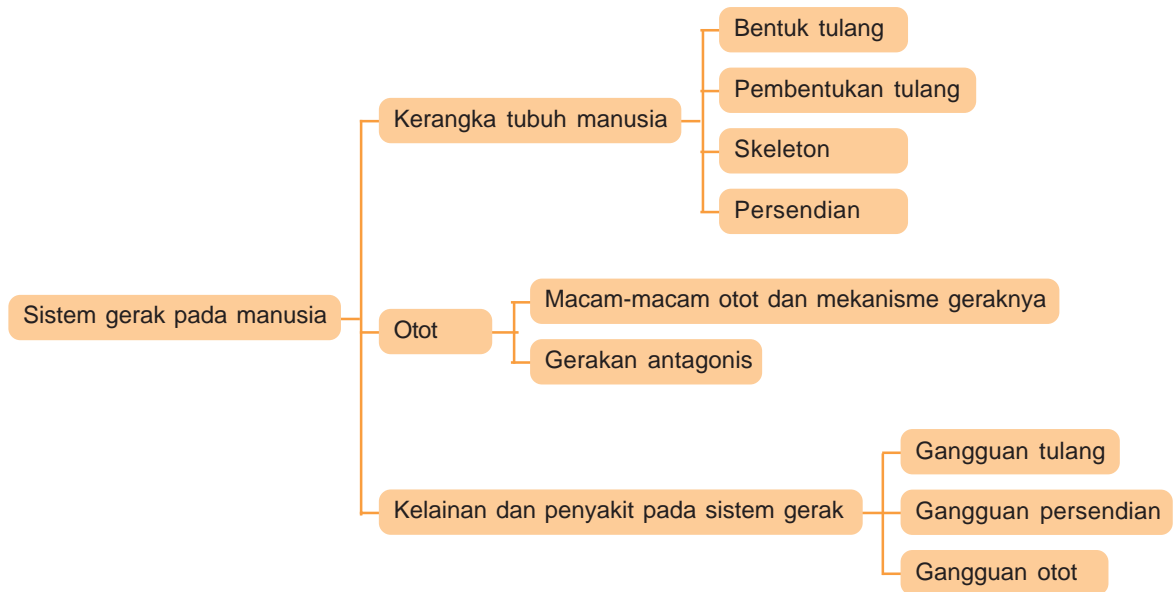 Sistem gerak pada manusia
Kerangka tubuh manusia
Bentuk tulang
Pembentukan tulang
Skeleton
Persendian
Otot
Macam-macam otot dan mekanisme geraknya
Gerakan antagonis
Kelainan dan penyakit pada sistem gerak
Gangguan tulang
Gangguan persendian
Gangguan otot